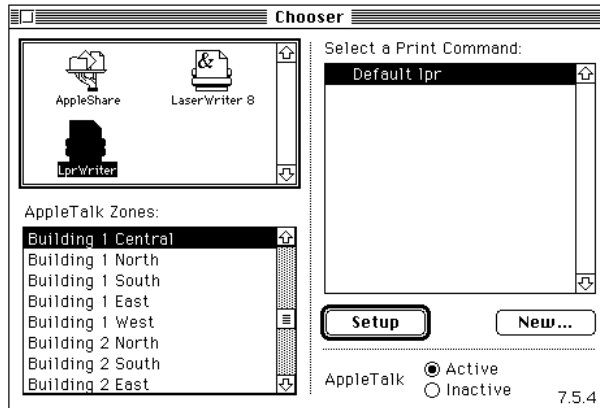 Chooser
AppleShare
LaserWriter 8
LprWriter
AppleTalk Zones:
Building 1 Central
Building 1 North
Building 1 South
Building 1 East
Building 1 West
Building 2 North
Building 2 South
Building 2 East
Select a Print Command:
Default lpr
Setup
New...
AppleTalk
Active
Inactive
7.5.4